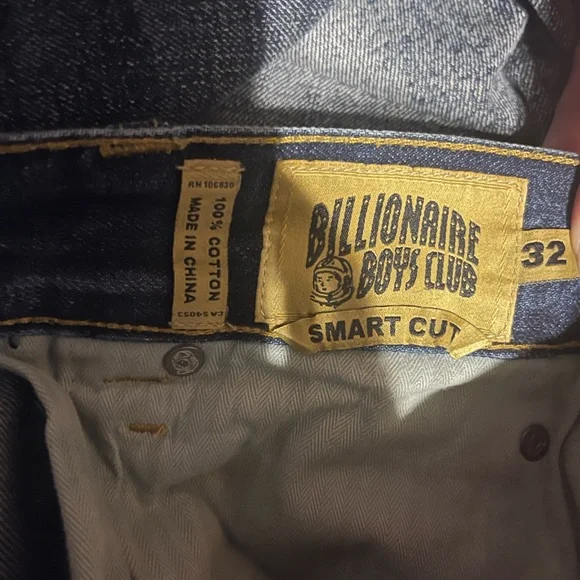 RN 106830
100% COTTON
MADE IN CHINA
CA 54053
BILLIONAIRE
BOYS CLUB
SMART CUT
32